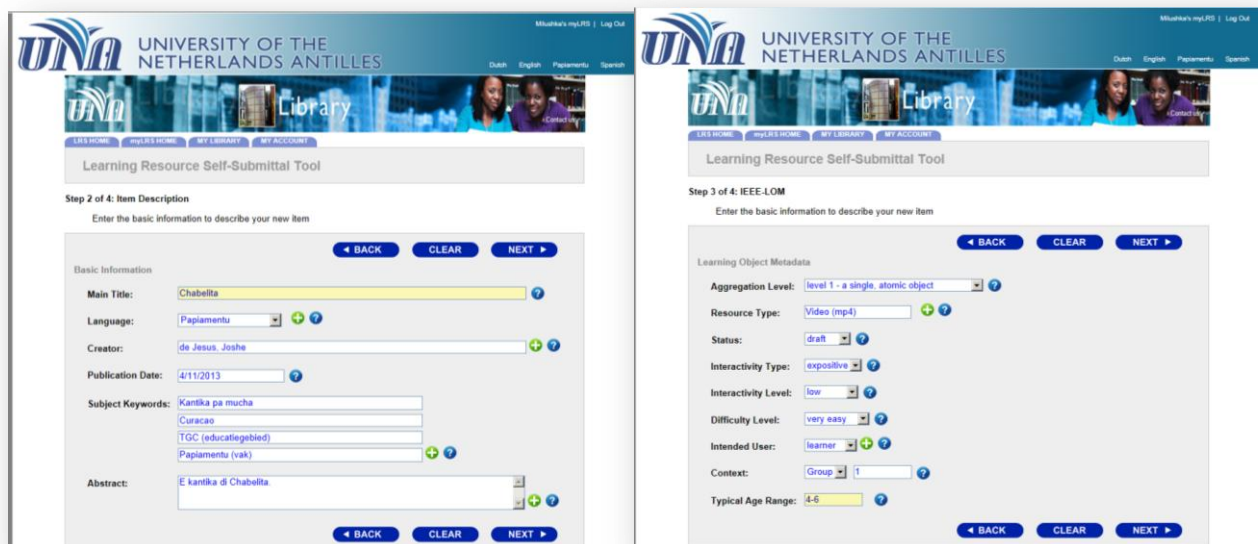 Milushka's myLRS | Log Out
UNA UNIVERSITY OF THE
NETHERLANDS ANTILLES
Dutch English Papiamentu Spanish
UNA Library
Contact us
LRS HOME myLRS HOME MY LIBRARY MY ACCOUNT
Learning Resource Self-Submittal Tool
Step 2 of 4: Item Description
Enter the basic information to describe your new item
BACK CLEAR NEXT
Basic Information
Main Title: Chabelita
Language: Papiamentu
Creator: de Jesus, Joshe
Publication Date: 4/11/2013
Subject Keywords: Kantika pa mucha
Curacao
TGC (educatiegebied)
Papiamentu (vak)
Abstract: E kantika di Chabelita.
BACK CLEAR NEXT
Milushka's myLRS | Log Out
UNA UNIVERSITY OF THE
NETHERLANDS ANTILLES
Dutch English Papiamentu Spanish
UNA Library
Contact us
LRS HOME myLRS HOME MY LIBRARY MY ACCOUNT
Learning Resource Self-Submittal Tool
Step 3 of 4: IEEE-LOM
Enter the basic information to describe your new item
BACK CLEAR NEXT
Learning Object Metadata
Aggregation Level: level 1 - a single, atomic object
Resource Type: Video (mp4)
Status: draft
Interactivity Type: expositive
Interactivity Level: low
Difficulty Level: very easy
Intended User: learner
Context: Group 1
Typical Age Range: 4-6
BACK CLEAR NEXT